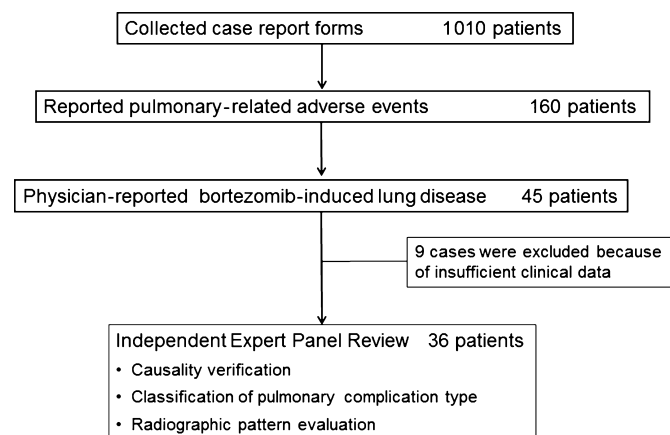 Collected case report forms 1010 patients
Reported pulmonary-related adverse events 160 patients
Physician-reported bortezomib-induced lung disease 45 patients
9 cases were excluded because
of insufficient clinical data
Independent Expert Panel Review 36 patients
• Causality verification
• Classification of pulmonary complication type
• Radiographic pattern evaluation